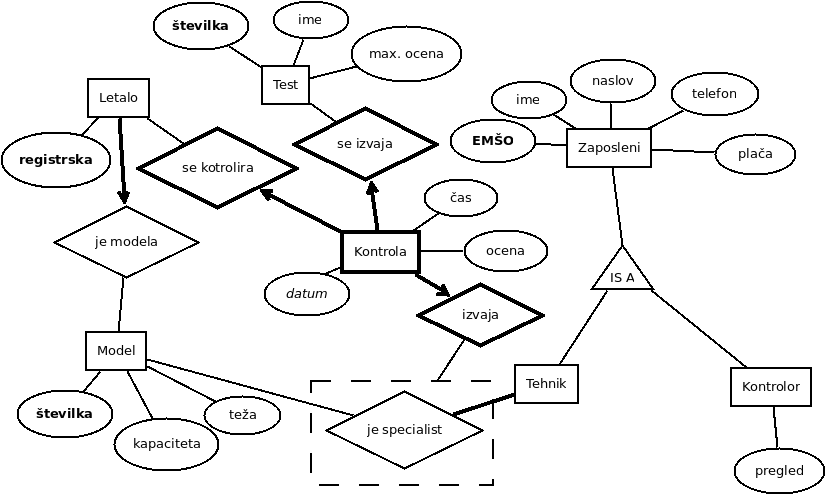 številka
ime
max. ocena
Test
Letalo
registrska
se kotrolira
se izvaja
ime
naslov
telefon
EMŠO
Zaposleni
plača
čas
je modela
Kontrola
ocena
datum
IS A
izvaja
Model
Tehnik
Kontrolor
številka
teža
kapaciteta
je specialist
pregled